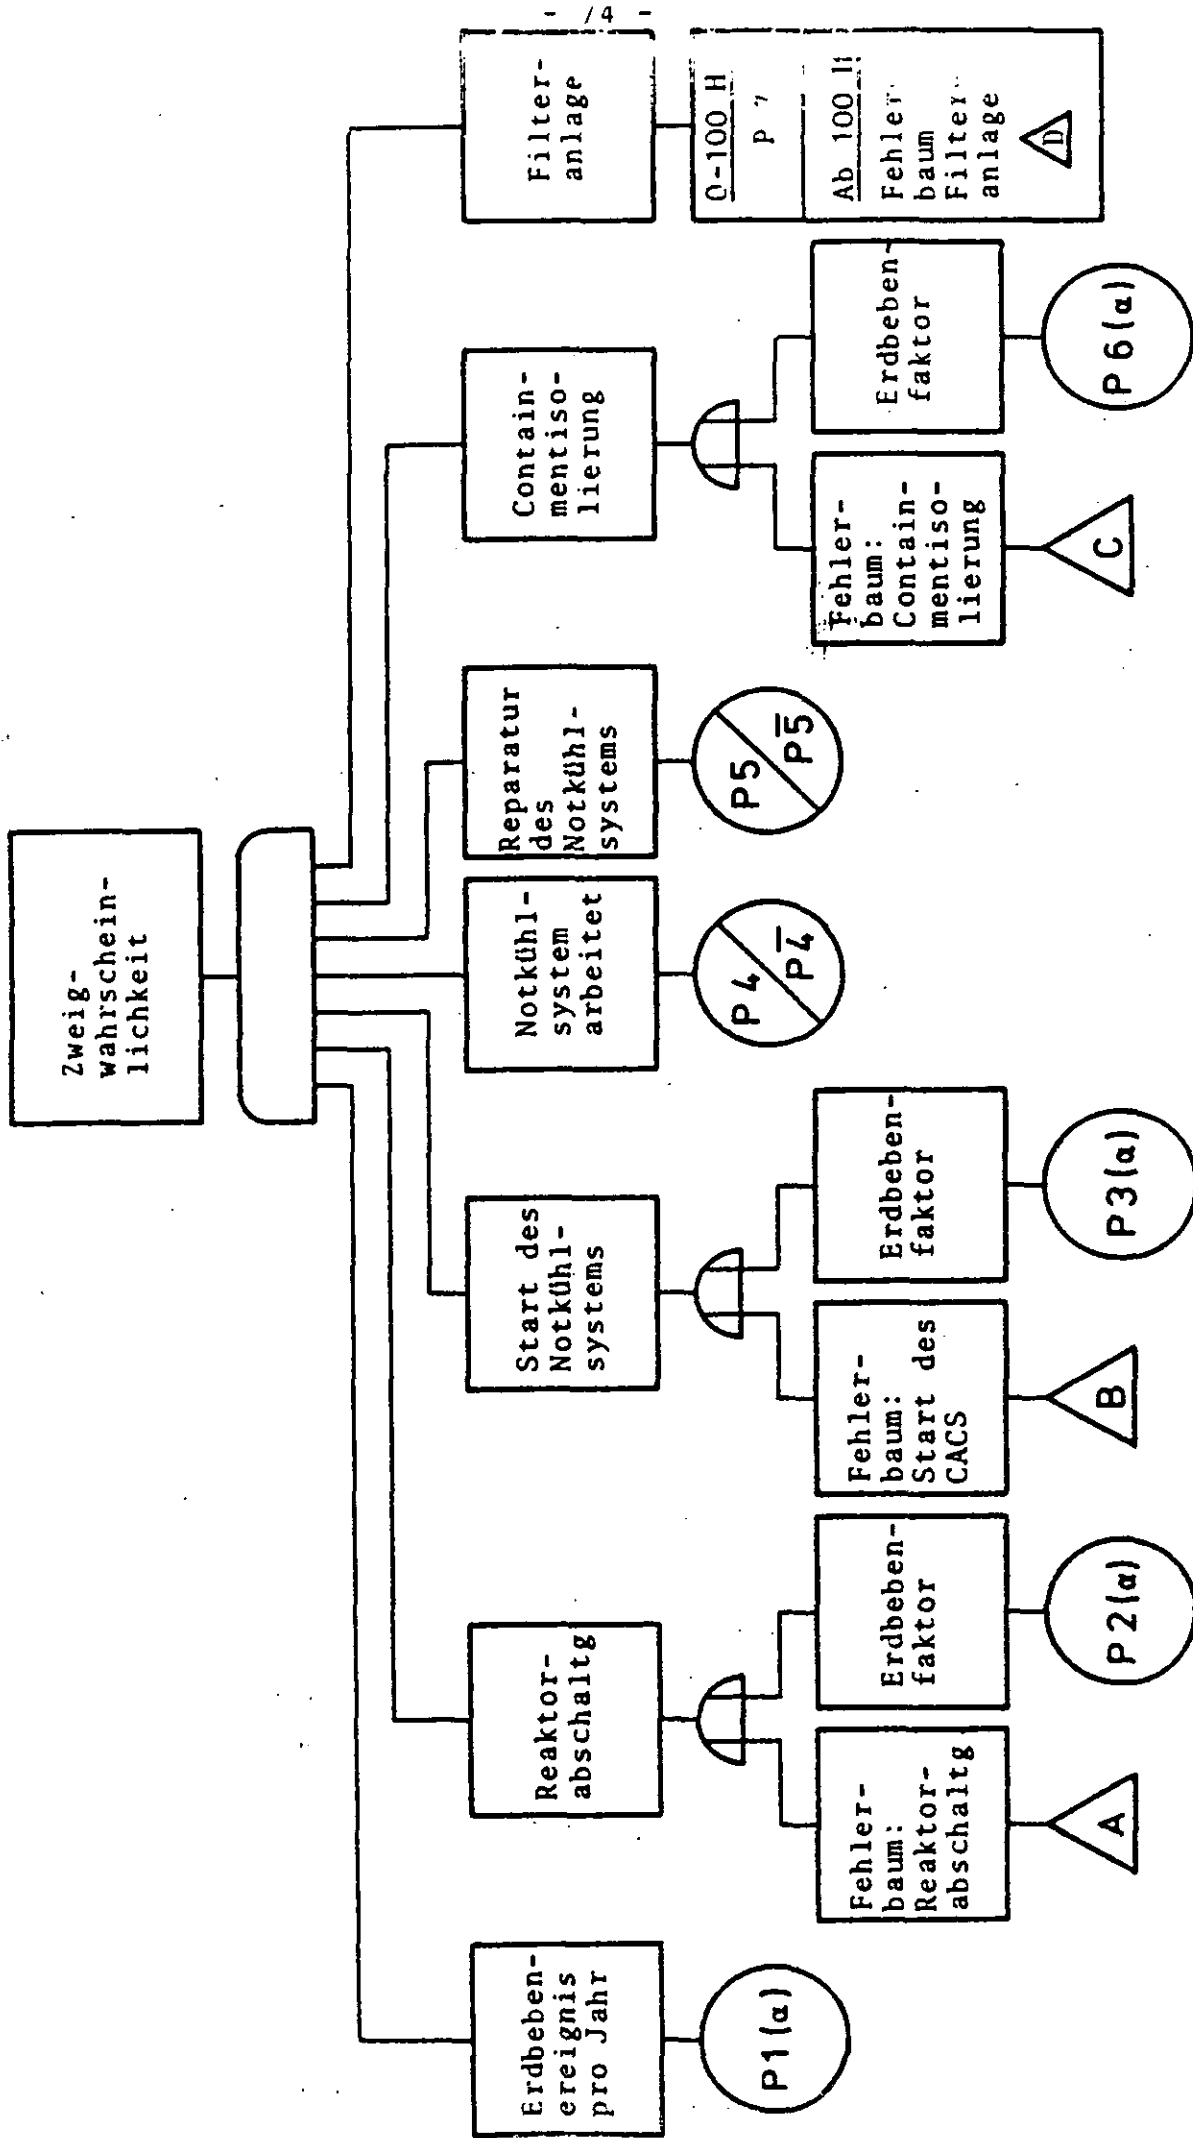 - 74 -
Zweig-
wahrschein-
lichkeit
Erdbeben-
ereignis
pro Jahr
P1(α)
Reaktor-
abschaltg
Fehler-
baum:
Reaktor-
abschaltg
A
Erdbeben-
faktor
P2(α)
Start des
Notkühl-
systems
Fehler-
baum:
Start des
CACS
B
Erdbeben-
faktor
P3(α)
Notkühl-
system
arbeitet
P4
P4̅
Reparatur
des
Notkühl-
systems
P5
P5̅
Contain-
mentiso-
lierung
Fehler-
baum:
Contain-
mentiso-
lierung
C
Erdbeben-
faktor
P6(α)
Filter-
anlage
0-100 H
P 7
Ab 100 H
Fehler-
baum
Filter-
anlage
D